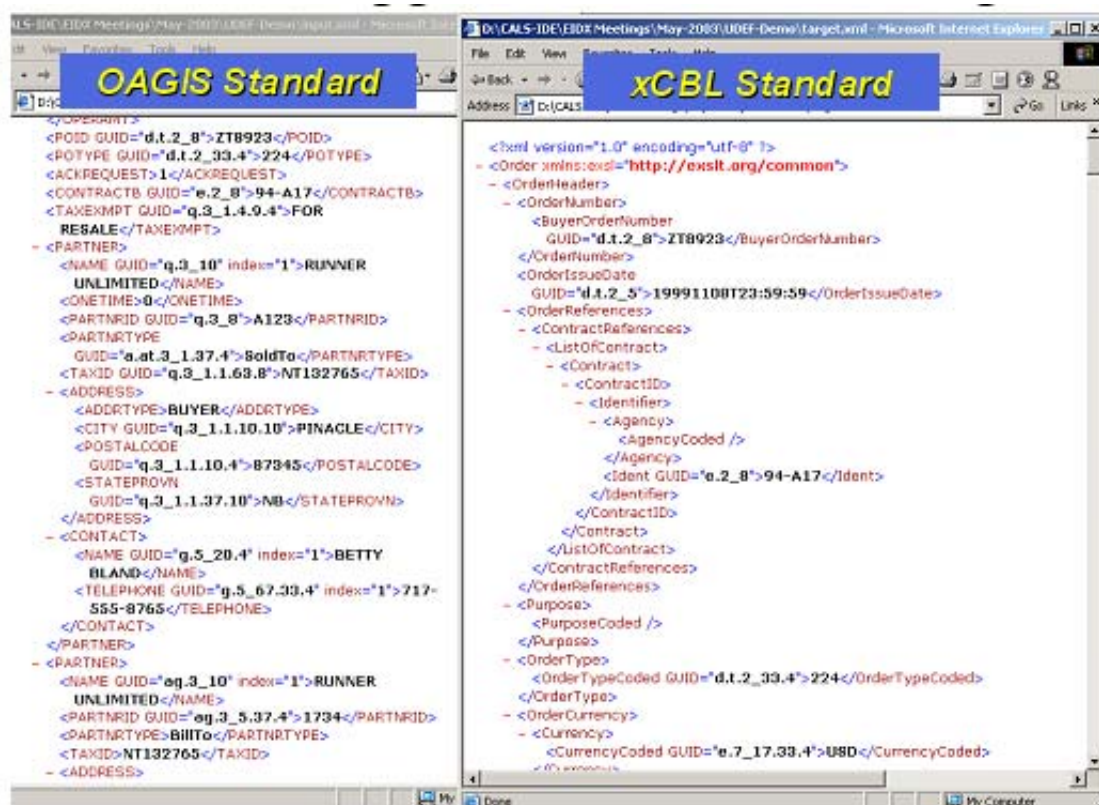 OAGIS Standard
</OPERAMT>
<POID GUID="d.t.2_8">ZT8923</POID>
<POTYPE GUID="d.t.2_33.4">224</POTYPE>
<ACKREQUEST>1</ACKREQUEST>
<CONTRACTB GUID="e.2_8">94-A17</CONTRACTB>
<TAXEXMPT GUID="q.3_1.4.9.4">FOR
RESALE</TAXEXMPT>
- <PARTNER>
<NAME GUID="q.3_10" index="1">RUNNER
UNLIMITED</NAME>
<ONETIME>0</ONETIME>
<PARTNRID GUID="q.3_8">A123</PARTNRID>
<PARTNRTYPE
GUID="a.at.3_1.37.4">SoldTo</PARTNRTYPE>
<TAXID GUID="q.3_1.1.63.8">NT132765</TAXID>
- <ADDRESS>
<ADDRTYPE>BUYER</ADDRTYPE>
<CITY GUID="q.3_1.1.10.10">PINACLE</CITY>
<POSTALCODE
GUID="q.3_1.1.10.4">87345</POSTALCODE>
<STATEPROVN
GUID="q.3_1.1.37.10">NB</STATEPROVN>
</ADDRESS>
- <CONTACT>
<NAME GUID="q.5_20.4" index="1">BETTY
BLAND</NAME>
<TELEPHONE GUID="q.5_67.33.4" index="1">717-
555-8765</TELEPHONE>
</CONTACT>
</PARTNER>
- <PARTNER>
<NAME GUID="ag.3_10" index="1">RUNNER
UNLIMITED</NAME>
<PARTNRID GUID="ag.3_5.37.4">1734</PARTNRID>
<PARTNRTYPE>BillTo</PARTNRTYPE>
<TAXID>NT132765</TAXID>
- <ADDRESS>
My
D:\CALS-IDE\EIDX Meetings\May-2003\UDEF-Demo\target.xml - Microsoft Internet Explorer
File Edit View
xCBL Standard
Back
Address D:\CALS
Go Links
<?xml version="1.0" encoding="utf-8" ?>
- <Order xmlns:exsl="http://exslt.org/common">
- <OrderHeader>
- <OrderNumber>
<BuyerOrderNumber
GUID="d.t.2_8">ZT8923</BuyerOrderNumber>
</OrderNumber>
<OrderIssueDate
GUID="d.t.2_5">19991108T23:59:59</OrderIssueDate>
- <OrderReferences>
- <ContractReferences>
- <ListOfContract>
- <Contract>
- <ContractID>
- <Identifier>
- <Agency>
<AgencyCoded />
</Agency>
<Ident GUID="e.2_8">94-A17</Ident>
</Identifier>
</ContractID>
</Contract>
</ListOfContract>
</ContractReferences>
</OrderReferences>
- <Purpose>
<PurposeCoded />
</Purpose>
- <OrderType>
<OrderTypeCoded GUID="d.t.2_33.4">224</OrderTypeCoded>
</OrderType>
- <OrderCurrency>
- <Currency>
<CurrencyCoded GUID="e.7_17.33.4">USD</CurrencyCoded>
</Currency>
Done My Computer